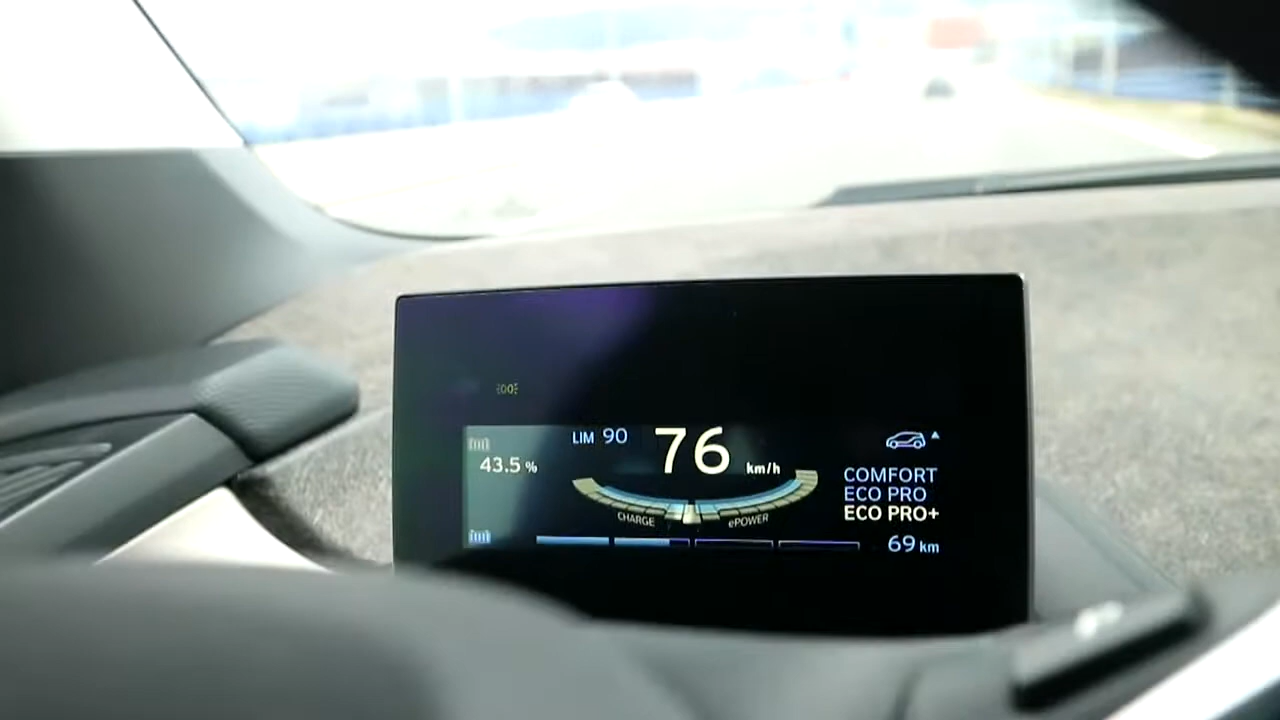 LIM 90
76 km/h
43.5 %
CHARGE
ePOWER
COMFORT
ECO PRO
ECO PRO+
69 km